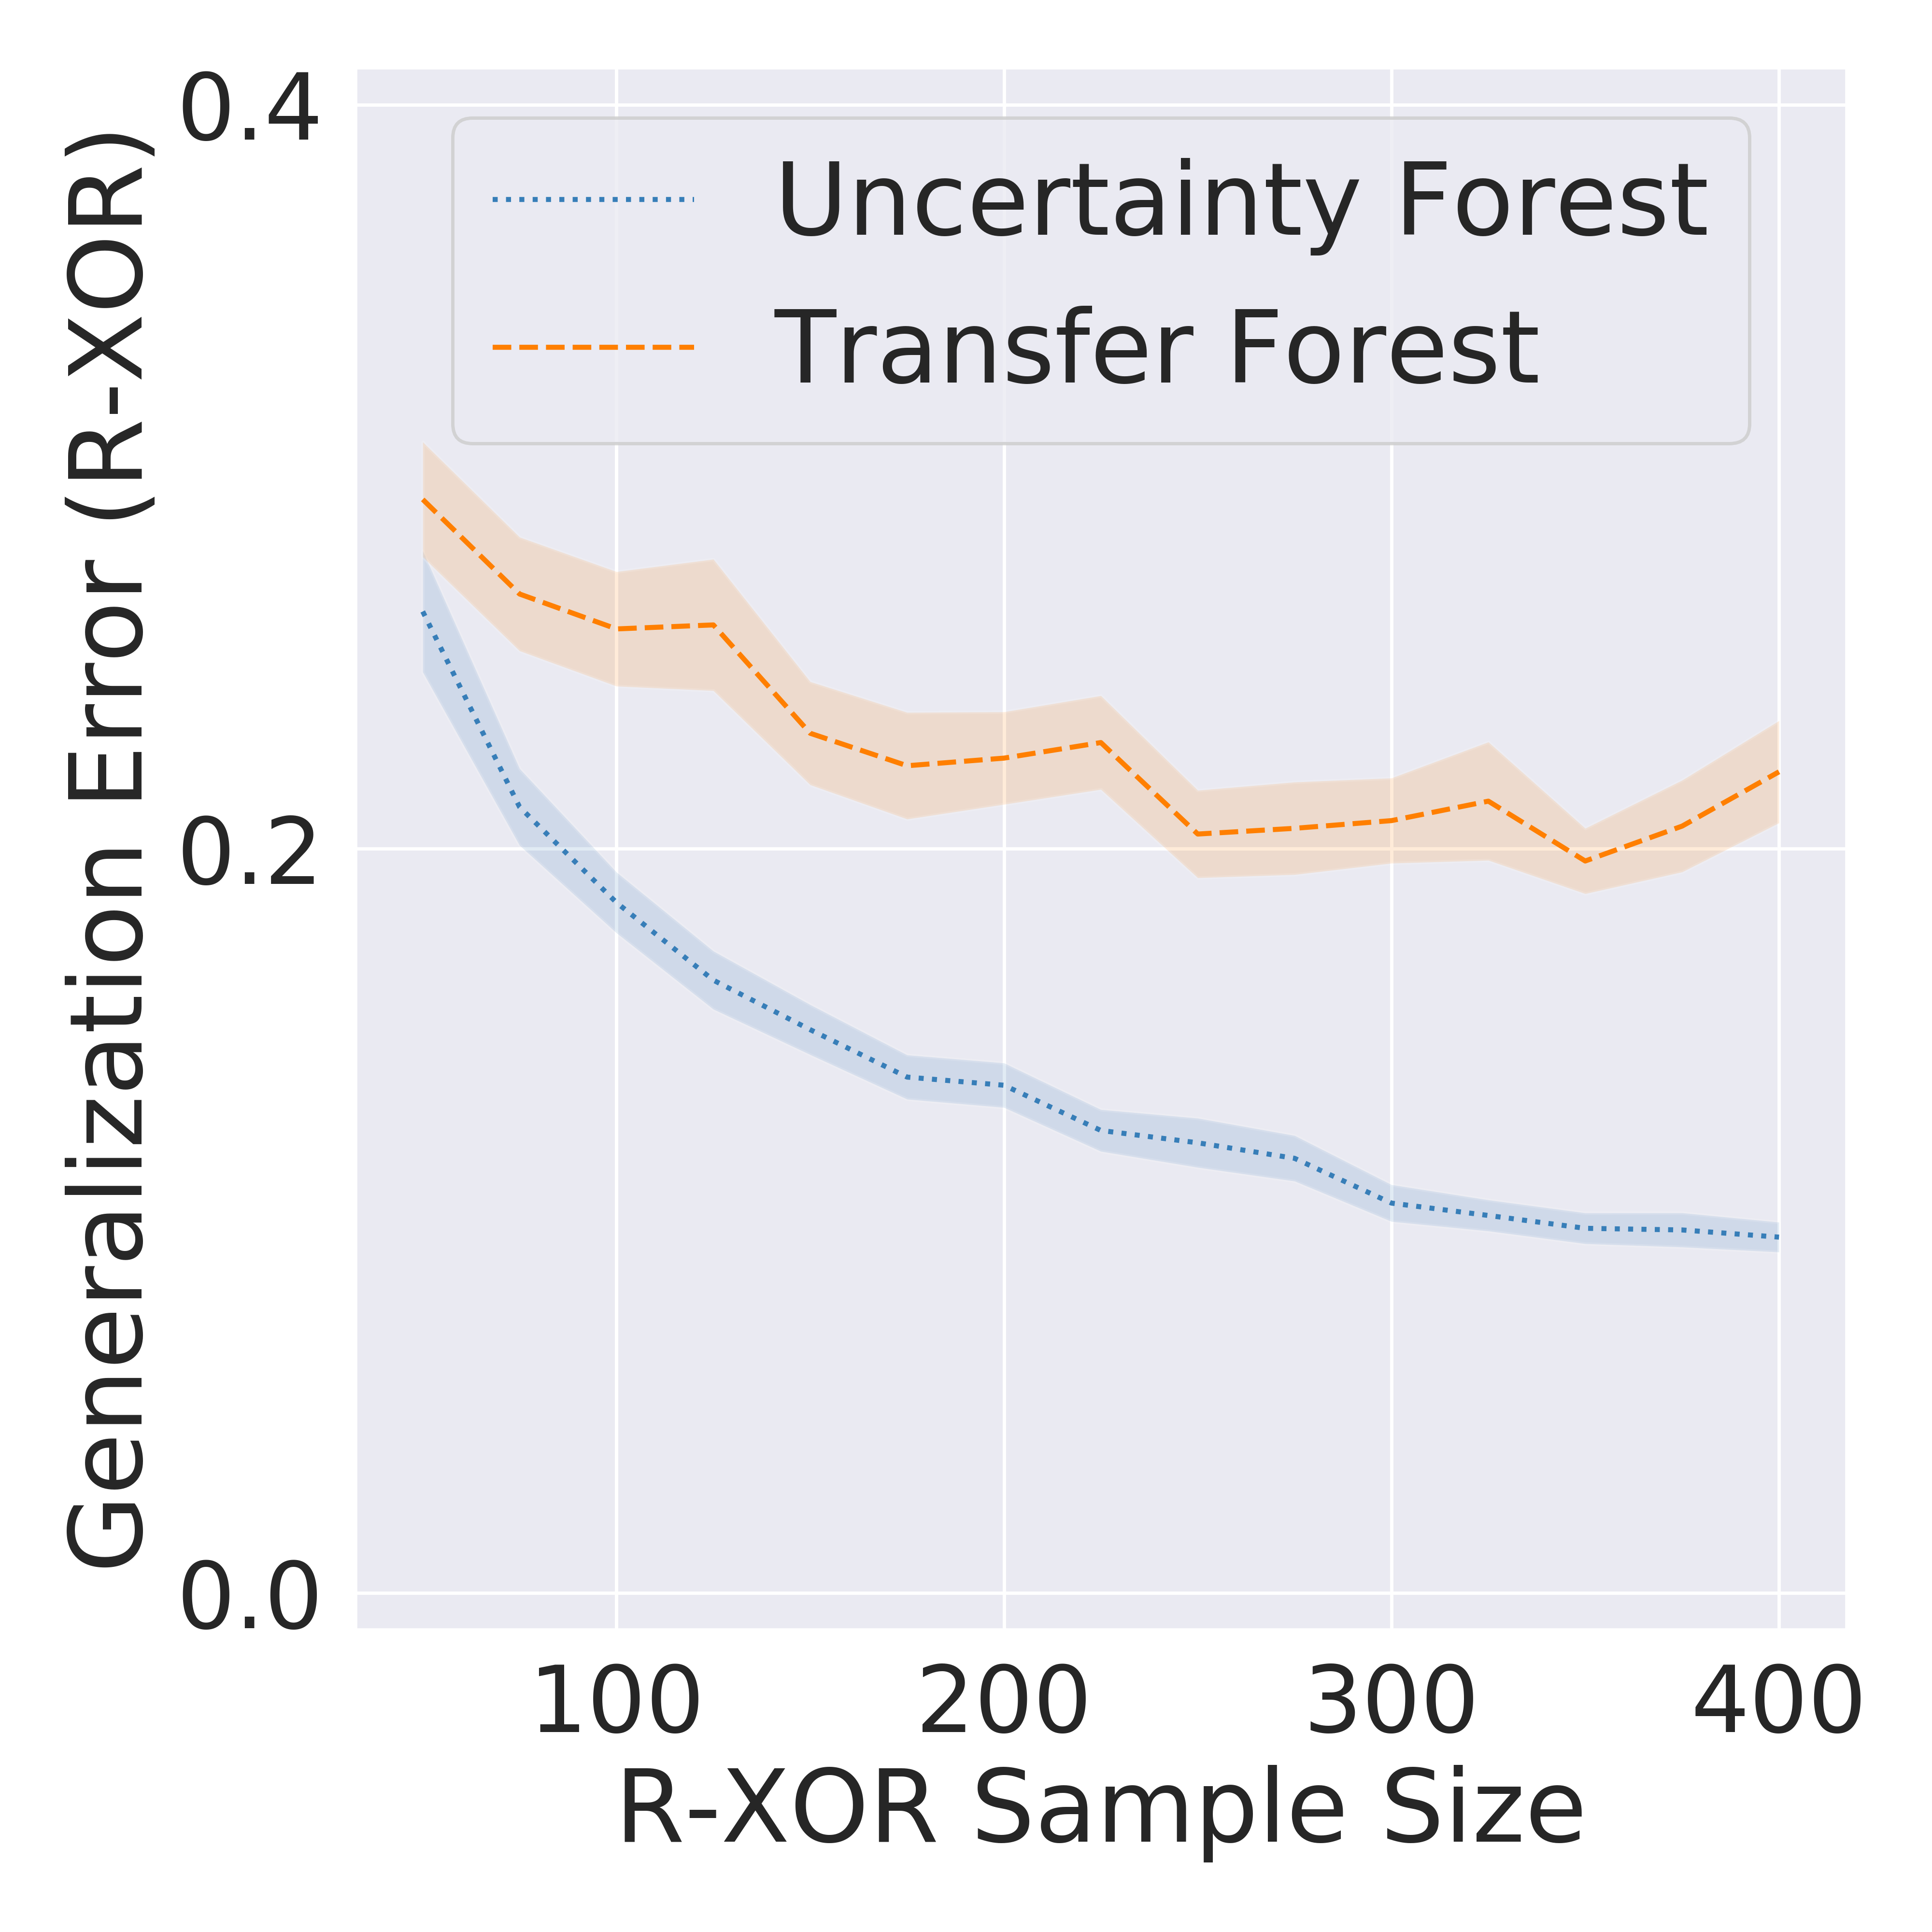 Generalization Error (R-XOR)
0.4
0.2
0.0
Uncertainty Forest
Transfer Forest
100 200 300 400
R-XOR Sample Size